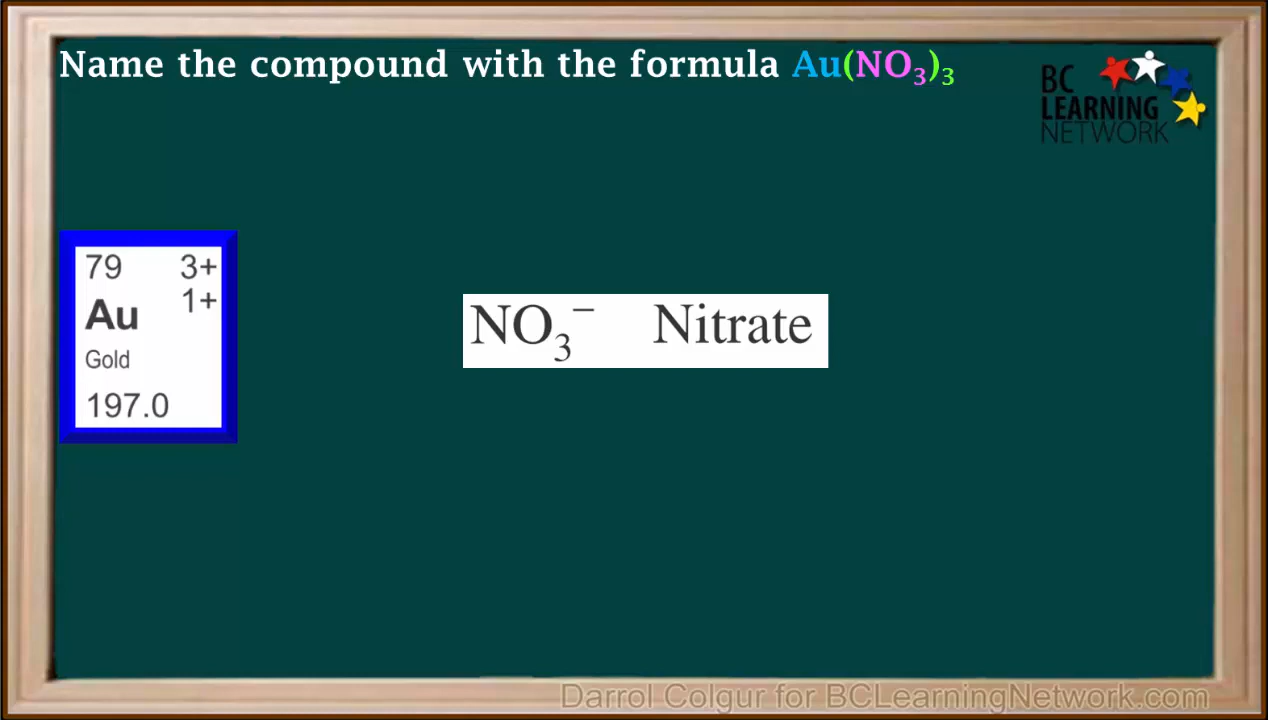 Name the compound with the formula Au(NO₃)₃
BC
LEARNING
NETWORK
79 3+
1+
Au
Gold
197.0
NO₃⁻ Nitrate
Darrol Colgur for BCLearningNetwork.com